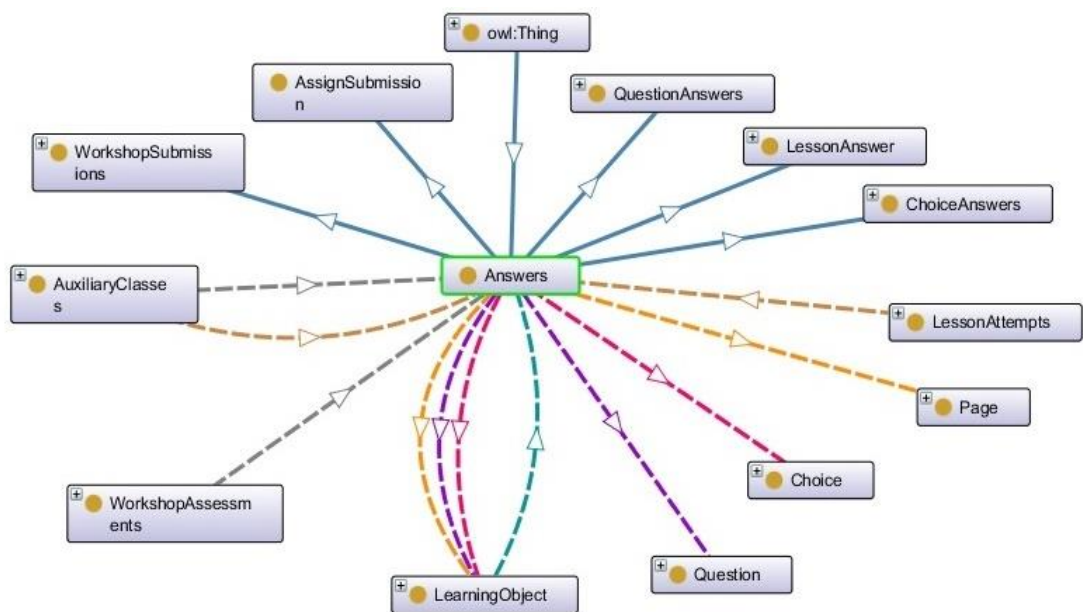 owl:Thing
AssignSubmissio
n
QuestionAnswers
WorkshopSubmiss
ions
LessonAnswer
ChoiceAnswers
Answers
AuxiliaryClasse
s
LessonAttempts
Page
Choice
WorkshopAssessm
ents
Question
LearningObject